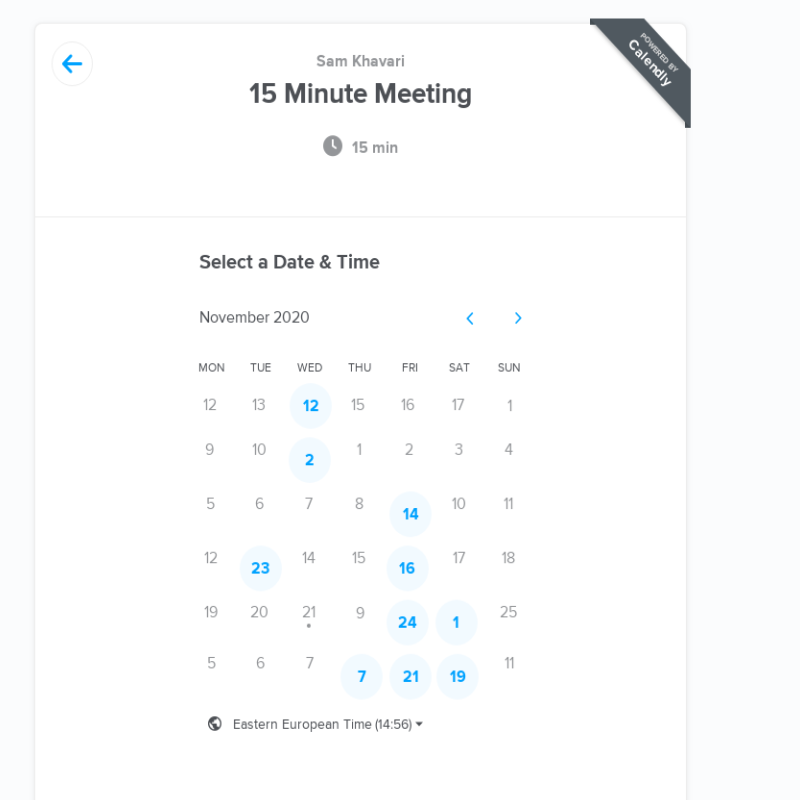 POWERED BY
Calendly
Sam Khavari
15 Minute Meeting
15 min
Select a Date & Time
November 2020
MON TUE WED THU FRI SAT SUN
12 13 12 15 16 17 1
9 10 2 1 2 3 4
5 6 7 8 14 10 11
12 23 14 15 16 17 18
19 20 21 9 24 1 25
5 6 7 7 21 19 11
Eastern European Time (14:56)